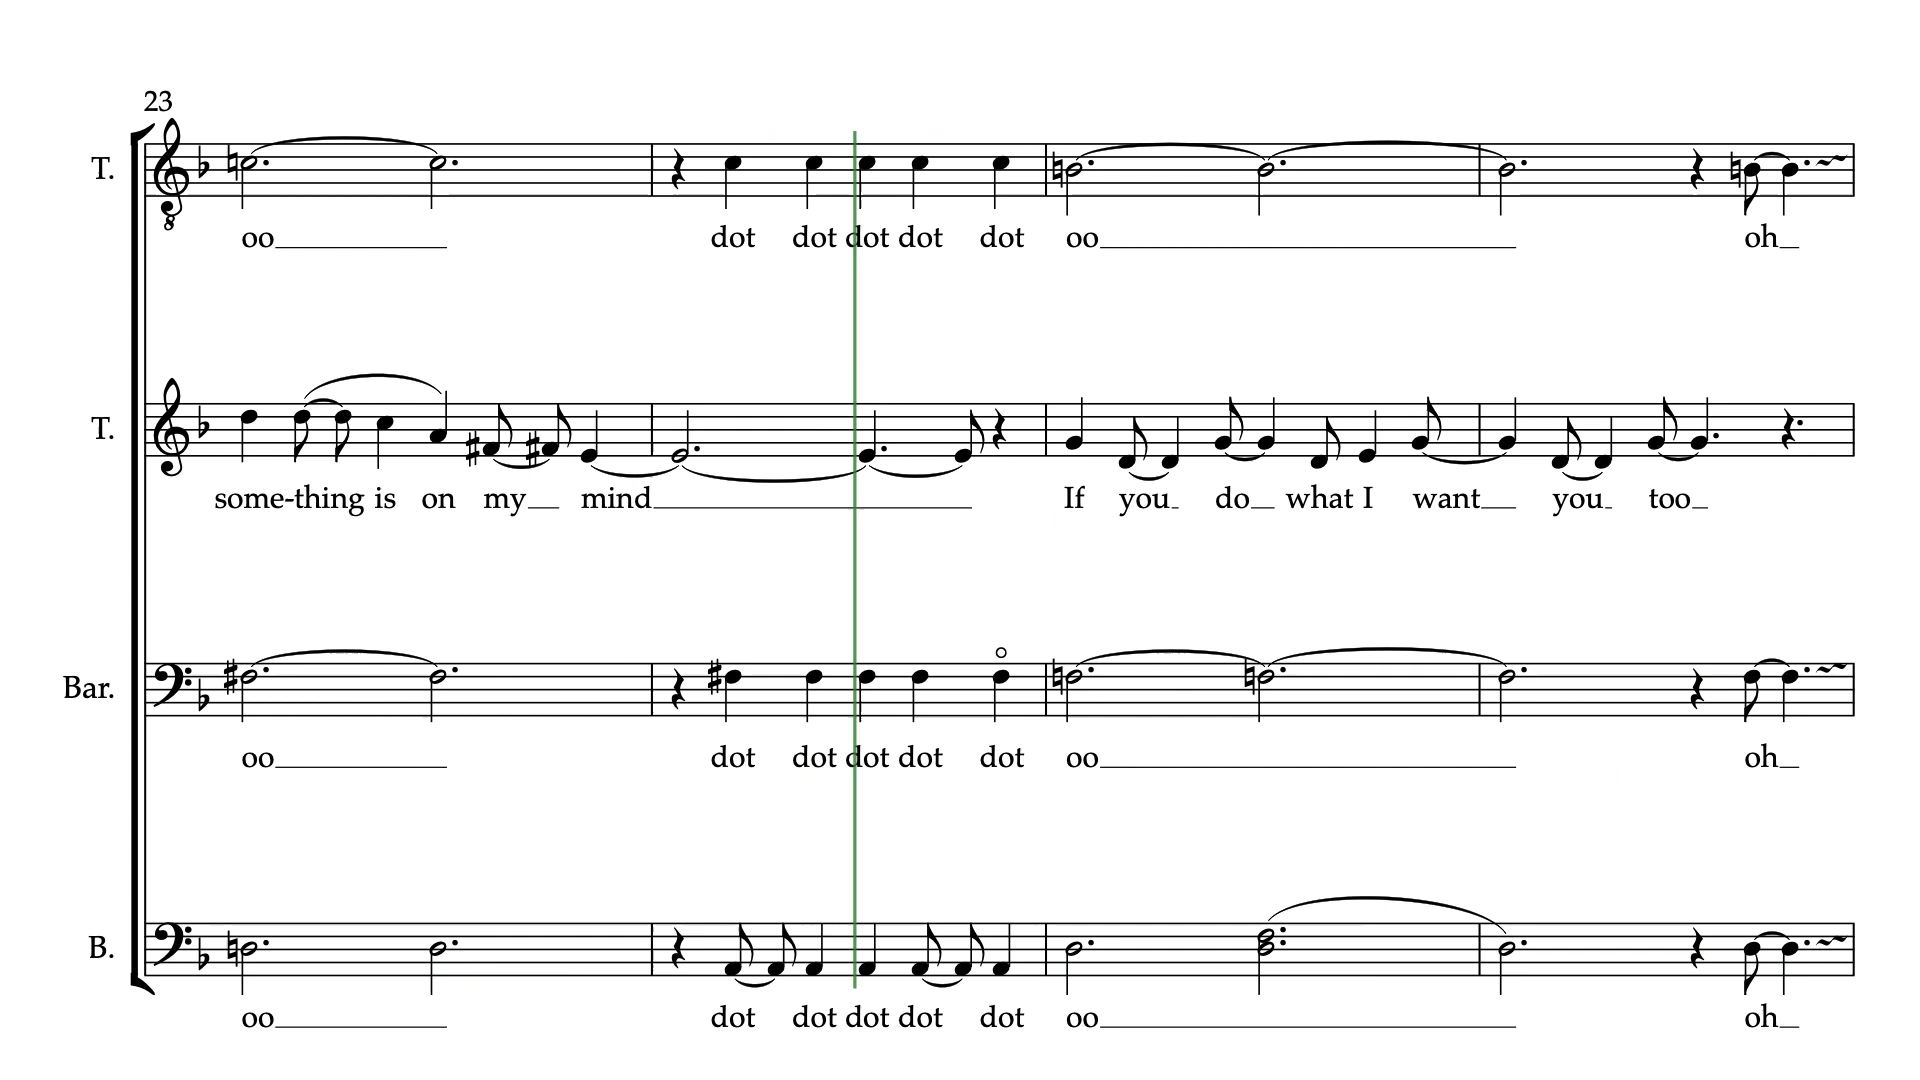 23
T.
oo dot dot dot dot dot oo oh
T.
some-thing is on my mind If you do what I want you too
Bar.
oo dot dot dot dot dot oo oh
B.
oo dot dot dot dot dot oo oh